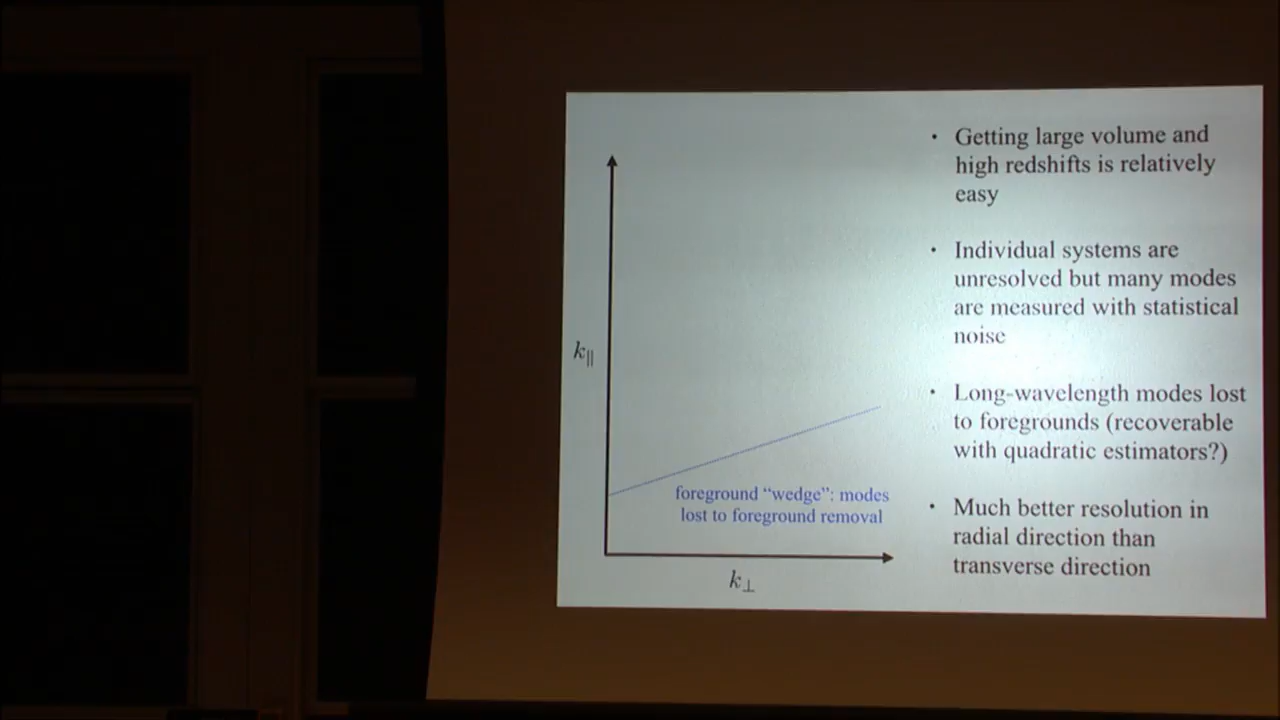 k∥
foreground “wedge”: modes
lost to foreground removal
k⊥
• Getting large volume and
high redshifts is relatively
easy
• Individual systems are
unresolved but many modes
are measured with statistical
noise
• Long-wavelength modes lost
to foregrounds (recoverable
with quadratic estimators?)
• Much better resolution in
radial direction than
transverse direction